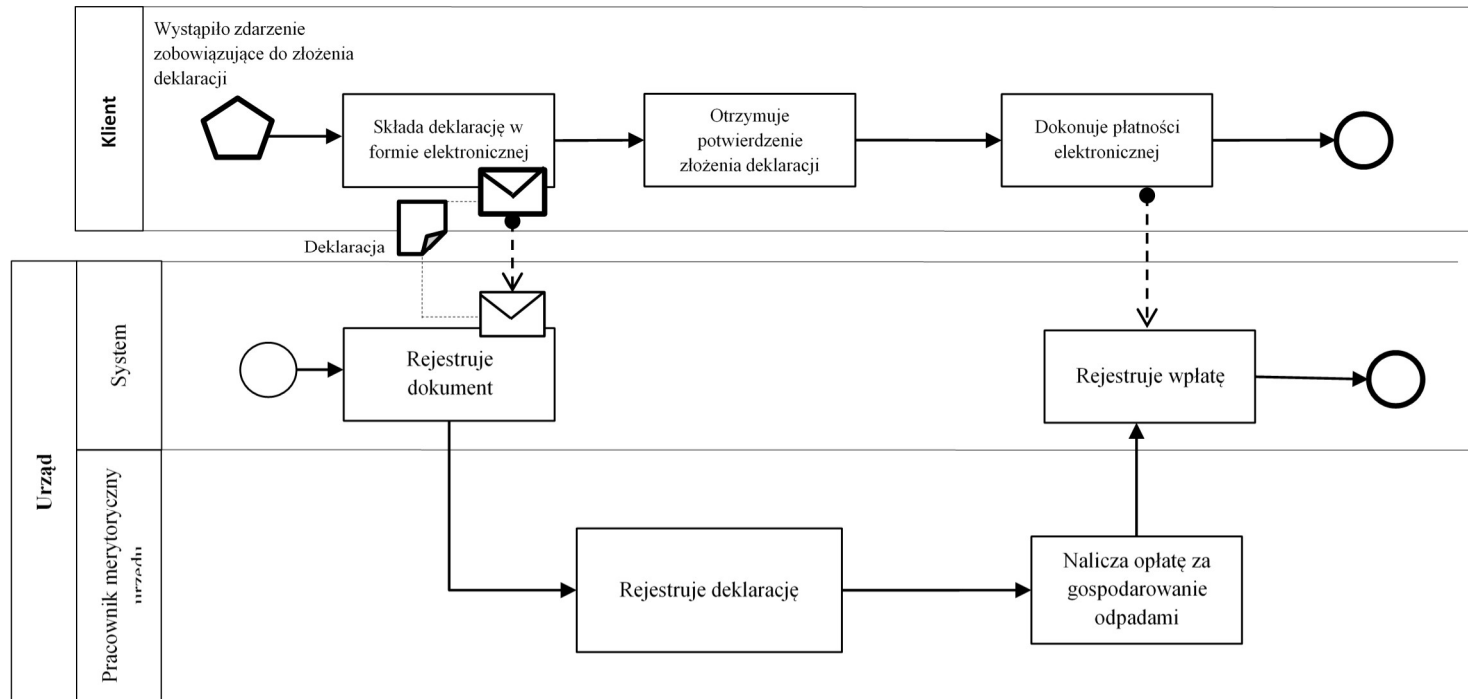 Wystąpiło zdarzenie
zobowiązujące do złożenia
deklaracji
Klient
Składa deklarację w
formie elektronicznej
Otrzymuje
potwierdzenie
złożenia deklaracji
Dokonuje płatności
elektronicznej
Deklaracja
Urząd
System
Rejestruje
dokument
Rejestruje wpłatę
Pracownik merytoryczny
Rejestruje deklarację
Nalicza opłatę za
gospodarowanie
odpadami